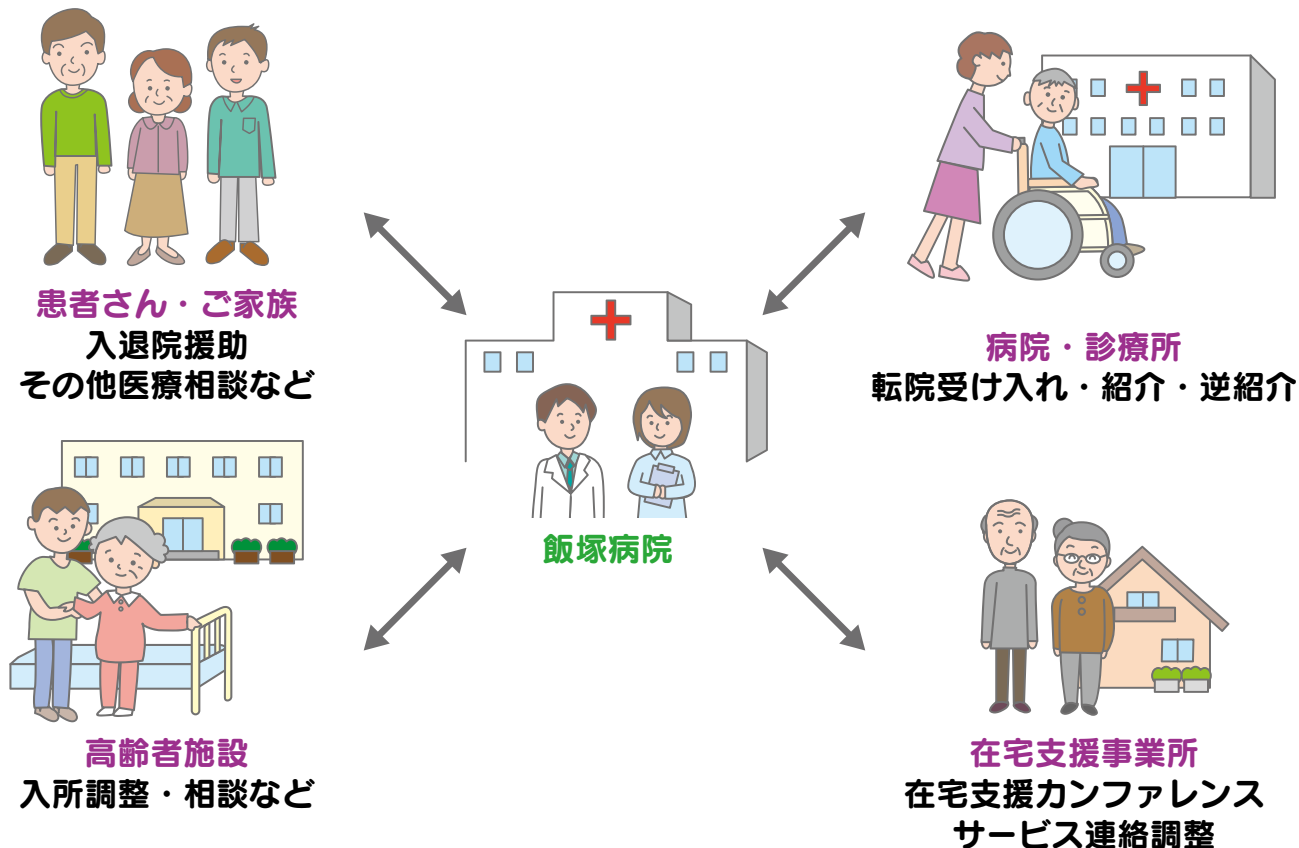 患者さん・ご家族
入退院援助
その他医療相談など
病院・診療所
転院受け入れ・紹介・逆紹介
飯塚病院
高齢者施設
入所調整・相談など
在宅支援事業所
在宅支援カンファレンス
サービス連絡調整